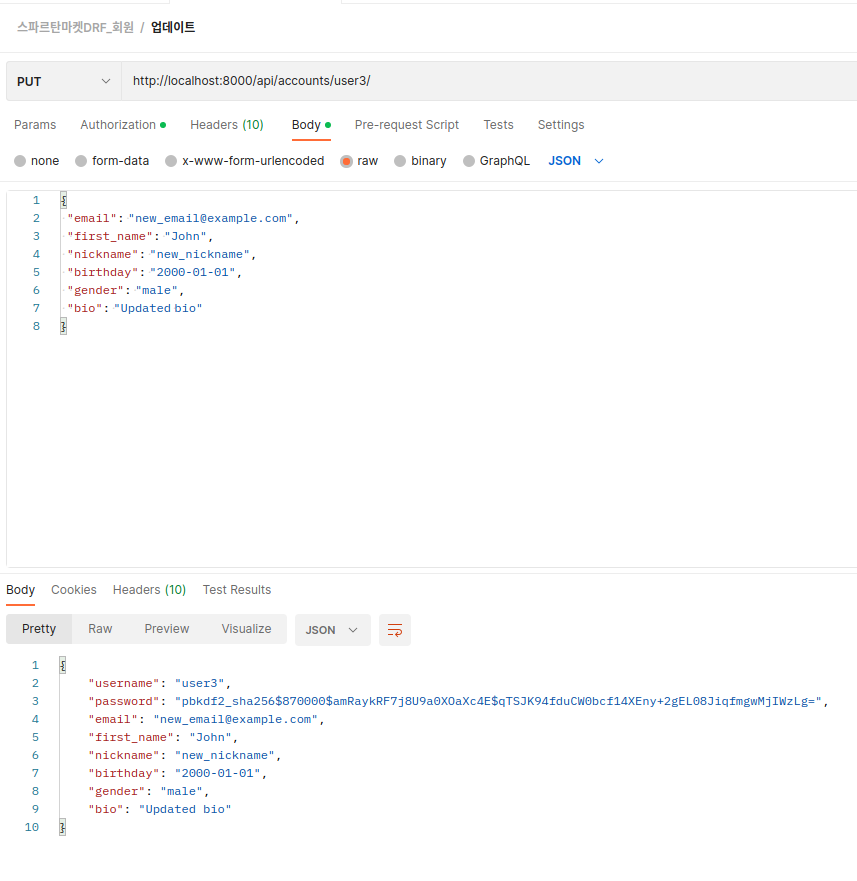 스파르탄마켓DRF_회원 / 업데이트
PUT http://localhost:8000/api/accounts/user3/
Params Authorization Headers (10) Body Pre-request Script Tests Settings
none form-data x-www-form-urlencoded raw binary GraphQL JSON
1 {
2 "email": "new_email@example.com",
3 "first_name": "John",
4 "nickname": "new_nickname",
5 "birthday": "2000-01-01",
6 "gender": "male",
7 "bio": "Updated bio"
8 }
Body Cookies Headers (10) Test Results
Pretty Raw Preview Visualize JSON
1 {
2 "username": "user3",
3 "password": "pbkdf2_sha256$870000$amRaykRF7j8U9a0XOaXc4E$qTSJK94fduCW0bcf14XEny+2gEL08JiqfmgwMjIWzLg=",
4 "email": "new_email@example.com",
5 "first_name": "John",
6 "nickname": "new_nickname",
7 "birthday": "2000-01-01",
8 "gender": "male",
9 "bio": "Updated bio"
10 }